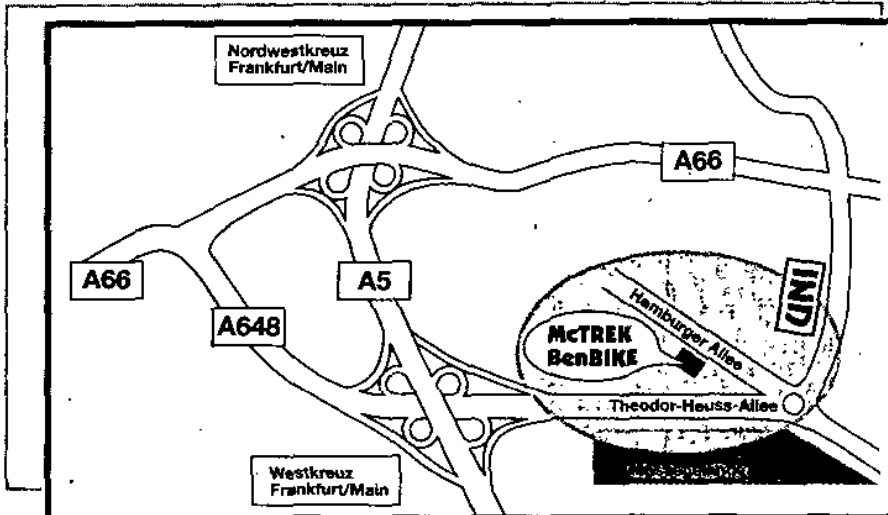 Nordwestkreuz
Frankfurt/Main
A66
A66
A5
A648
IND
Hamburger Allee
McTREK
BenBIKE
Theodor-Heuss-Allee
Westkreuz
Frankfurt/Main